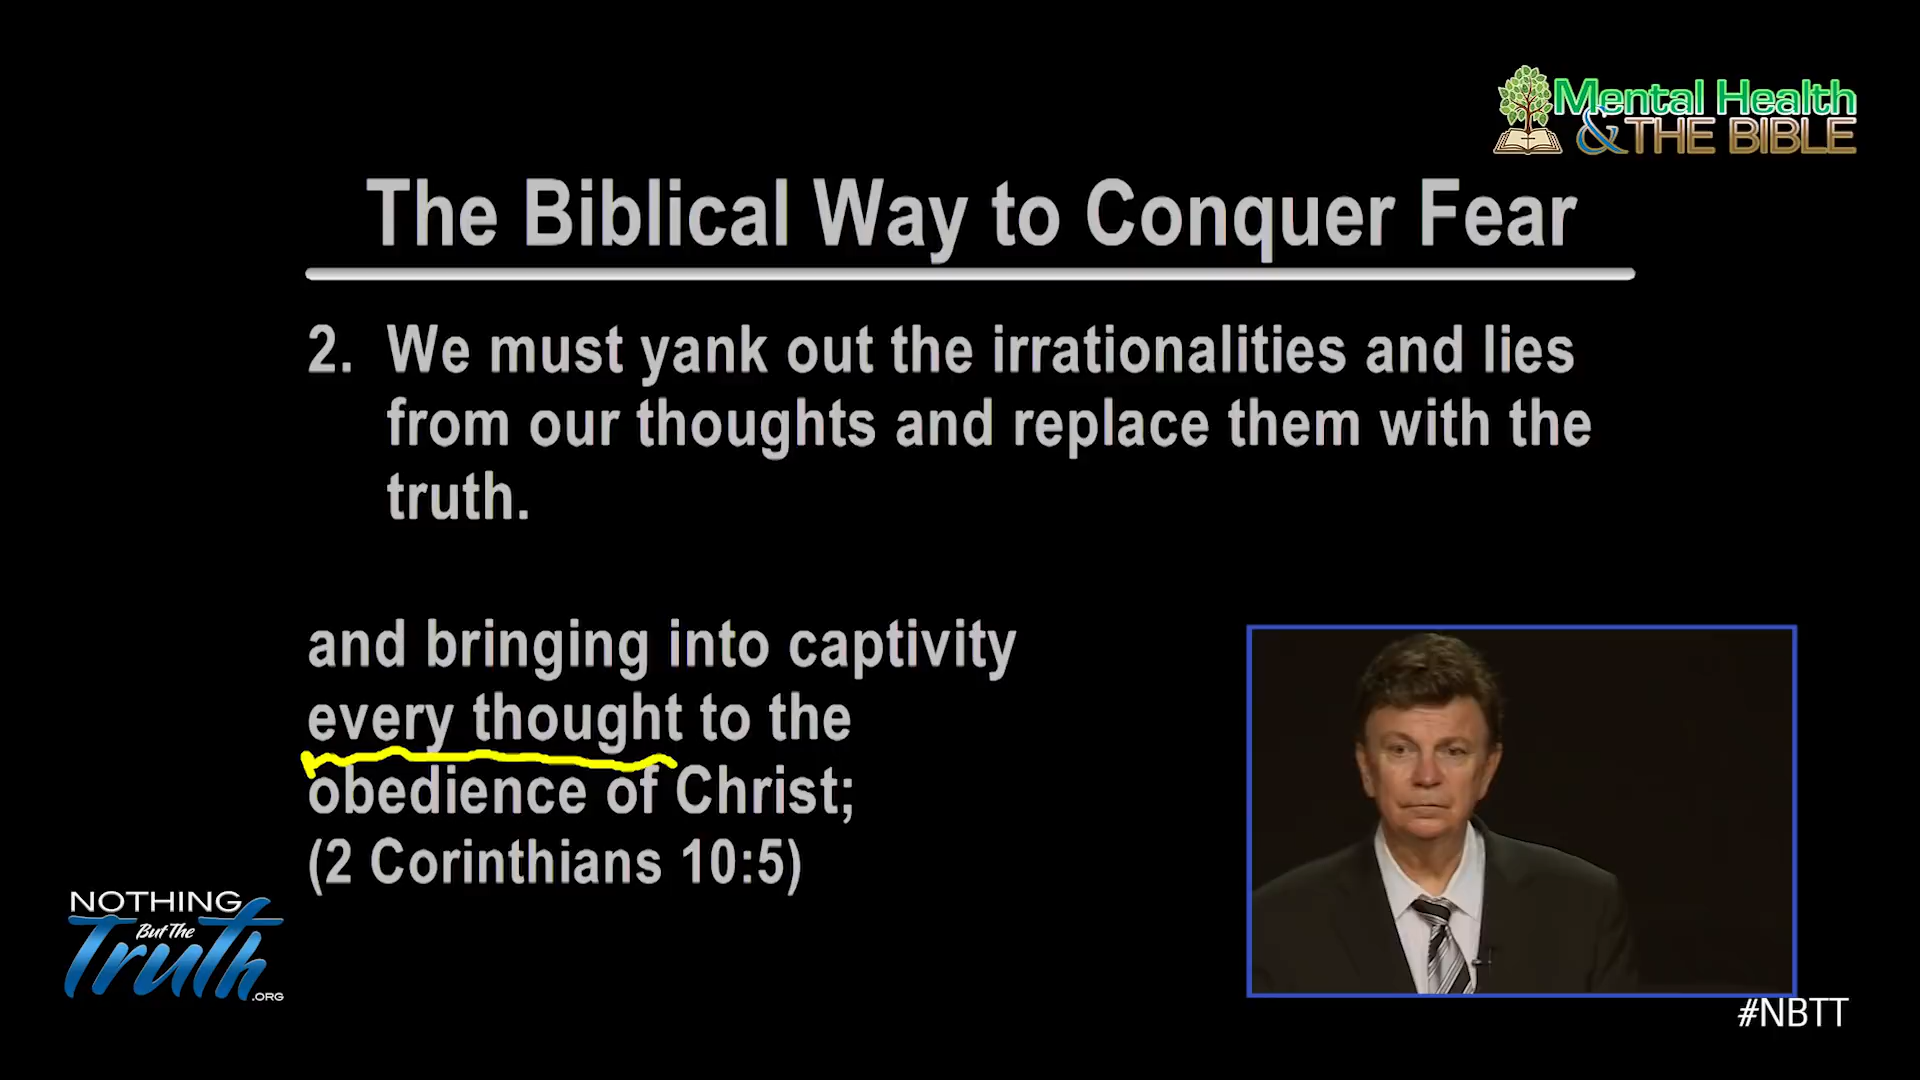 Mental Health
& THE BIBLE
The Biblical Way to Conquer Fear
2. We must yank out the irrationalities and lies
from our thoughts and replace them with the
truth.
and bringing into captivity
every thought to the
obedience of Christ;
(2 Corinthians 10:5)
NOTHING
But The
Truth
.ORG
#NBTT